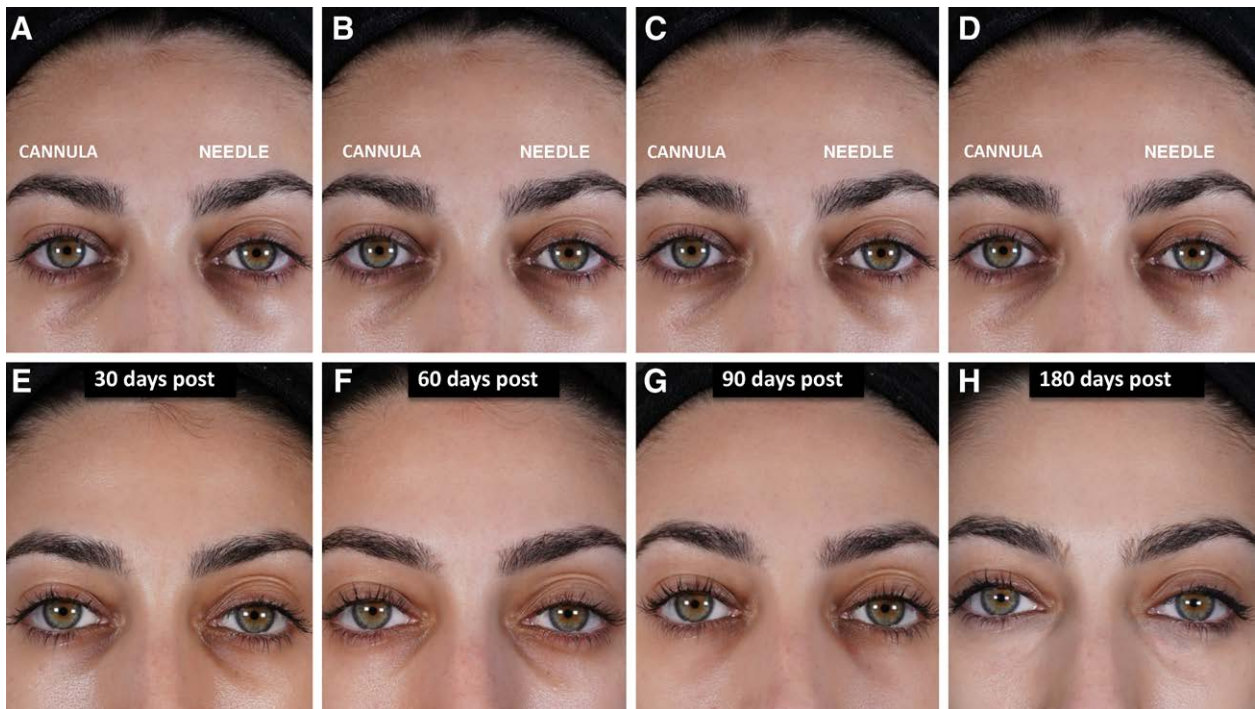 A
CANNULA NEEDLE
B
CANNULA NEEDLE
C
CANNULA NEEDLE
D
CANNULA NEEDLE
E 30 days post
F 60 days post
G 90 days post
H 180 days post